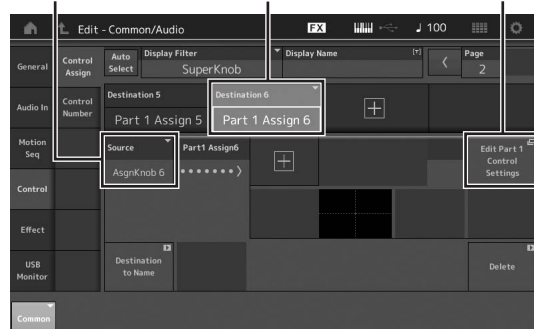 Edit - Common/Audio
FX
♩ 100
General
Control Assign
Auto Select
Display Filter
SuperKnob
Display Name
[T]
Page
2
Audio In
Control Number
Destination 5
Part 1 Assign 5
Destination 6
Part 1 Assign 6
Motion Seq
Source
AsgnKnob 6
Part1 Assign6
Edit Part 1 Control Settings
Control
Effect
USB Monitor
Destination to Name
Delete
Common